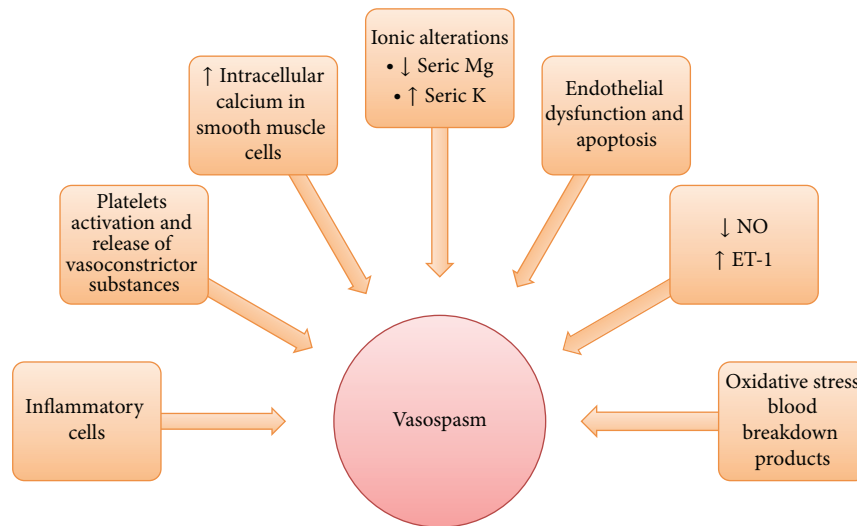 Ionic alterations
• ↓ Seric Mg
• ↑ Seric K
↑ Intracellular
calcium in
smooth muscle
cells
Endothelial
dysfunction and
apoptosis
Platelets
activation and
release of
vasoconstrictor
substances
↓ NO
↑ ET-1
Inflammatory
cells
Vasospasm
Oxidative stress
blood
breakdown
products